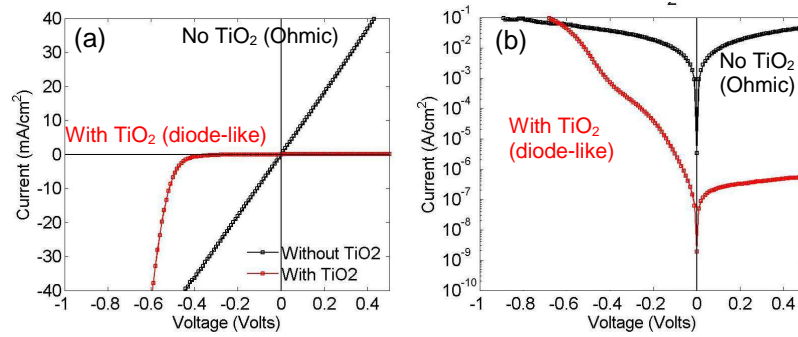 (a)
No TiO₂ (Ohmic)
With TiO₂ (diode-like)
Without TiO2
With TiO2
Current (mA/cm²)
40
30
20
10
0
-10
-20
-30
40
-1
-0.8
-0.6
-0.4
-0.2
0
0.2
0.4
Voltage (Volts)
2
(b)
No TiO₂
(Ohmic)
With TiO₂
(diode-like)
Current (A/cm²)
10⁻¹
10⁻²
10⁻³
10⁻⁴
10⁻⁵
10⁻⁶
10⁻⁷
10⁻⁸
10⁻⁹
10⁻¹⁰
-1
-0.8
-0.6
-0.4
-0.2
0
0.2
0.4
Voltage (Volts)